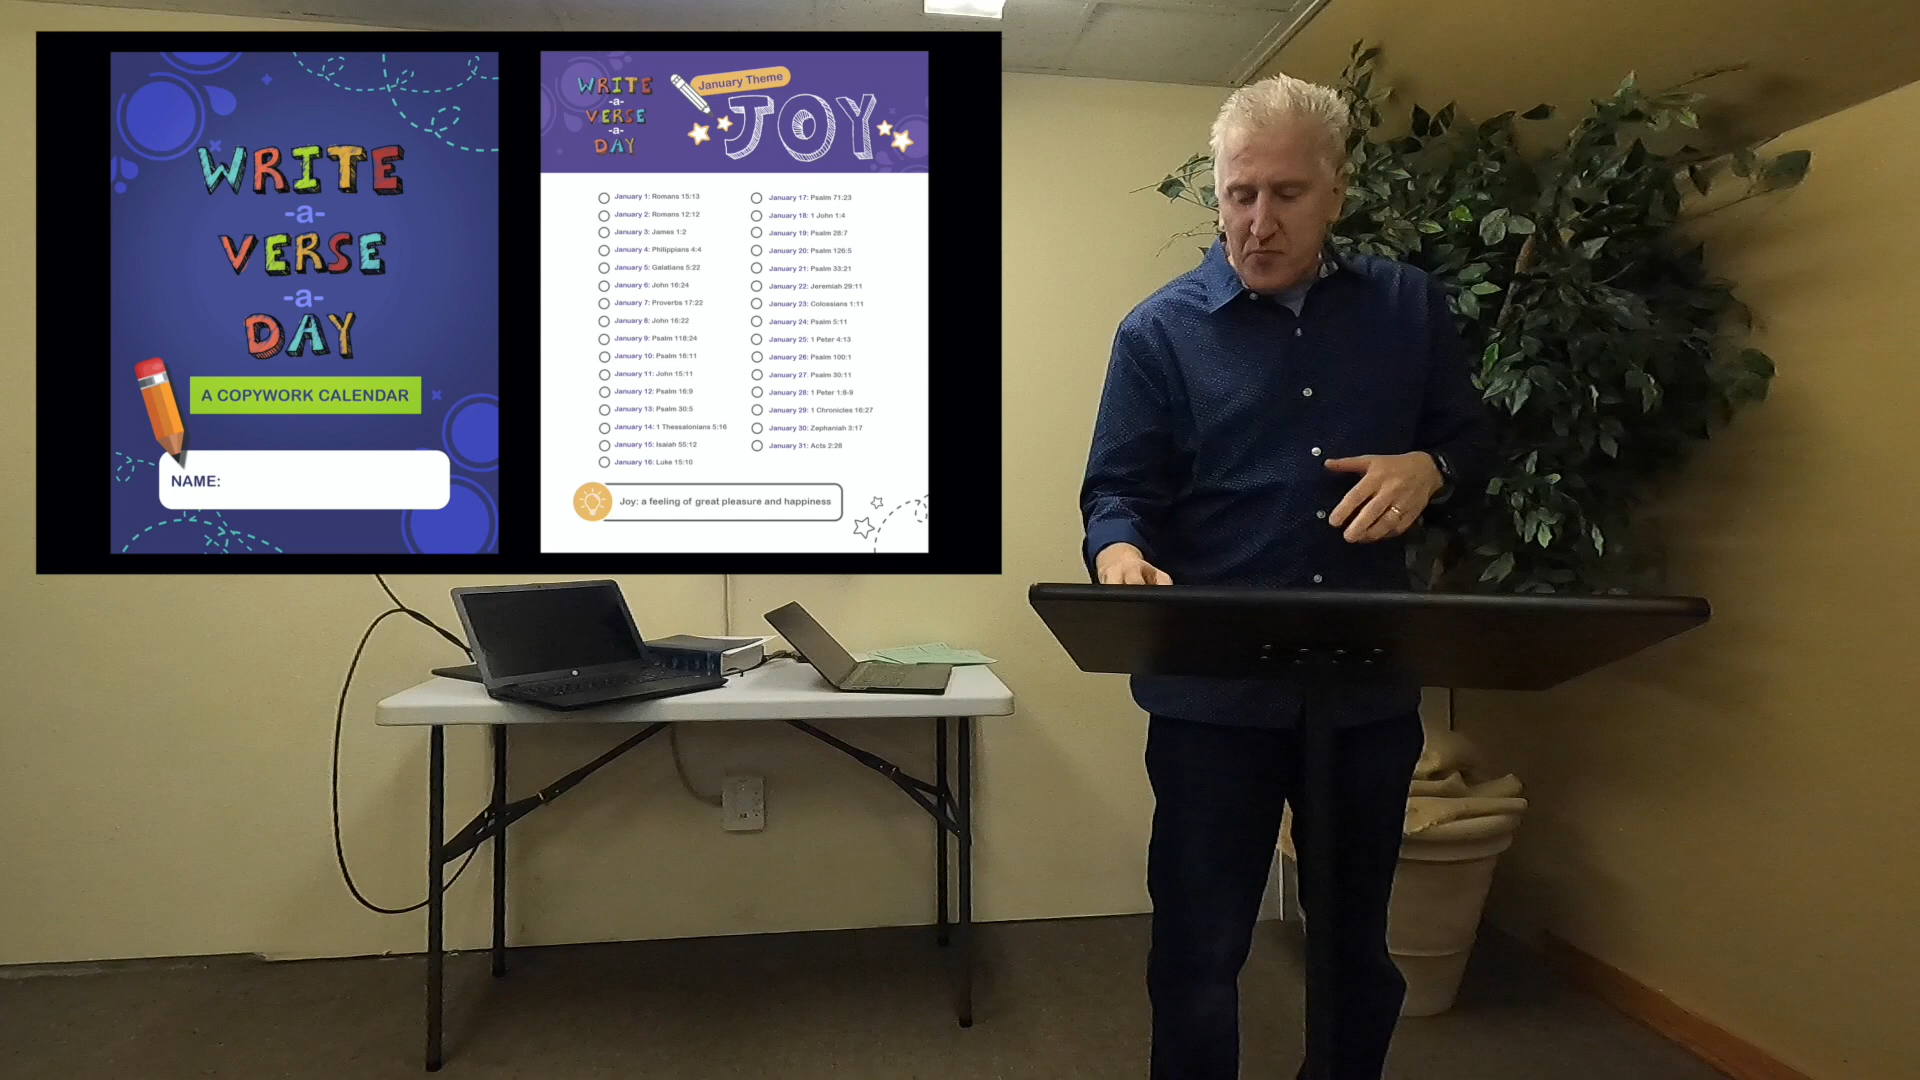 WRITE
-a-
VERSE
-a-
DAY
A COPYWORK CALENDAR
NAME:
WRITE
-a-
VERSE
-a-
DAY
January Theme
JOY
January 1: Romans 15:13
January 2: Romans 12:12
January 3: James 1:2
January 4: Philippians 4:4
January 5: Galatians 5:22
January 6: John 16:24
January 7: Proverbs 17:22
January 8: John 16:22
January 9: Psalm 118:24
January 10: Psalm 16:11
January 11: John 15:11
January 12: Psalm 16:9
January 13: Psalm 30:5
January 14: 1 Thessalonians 5:16
January 15: Isaiah 55:12
January 16: Luke 15:10
January 17: Psalm 71:23
January 18: 1 John 1:4
January 19: Psalm 28:7
January 20: Psalm 126:5
January 21: Psalm 33:21
January 22: Jeremiah 29:11
January 23: Colossians 1:11
January 24: Psalm 5:11
January 25: 1 Peter 4:13
January 26: Psalm 100:1
January 27: Psalm 30:11
January 28: 1 Peter 1:8-9
January 29: 1 Chronicles 16:27
January 30: Zephaniah 3:17
January 31: Acts 2:28
Joy: a feeling of great pleasure and happiness